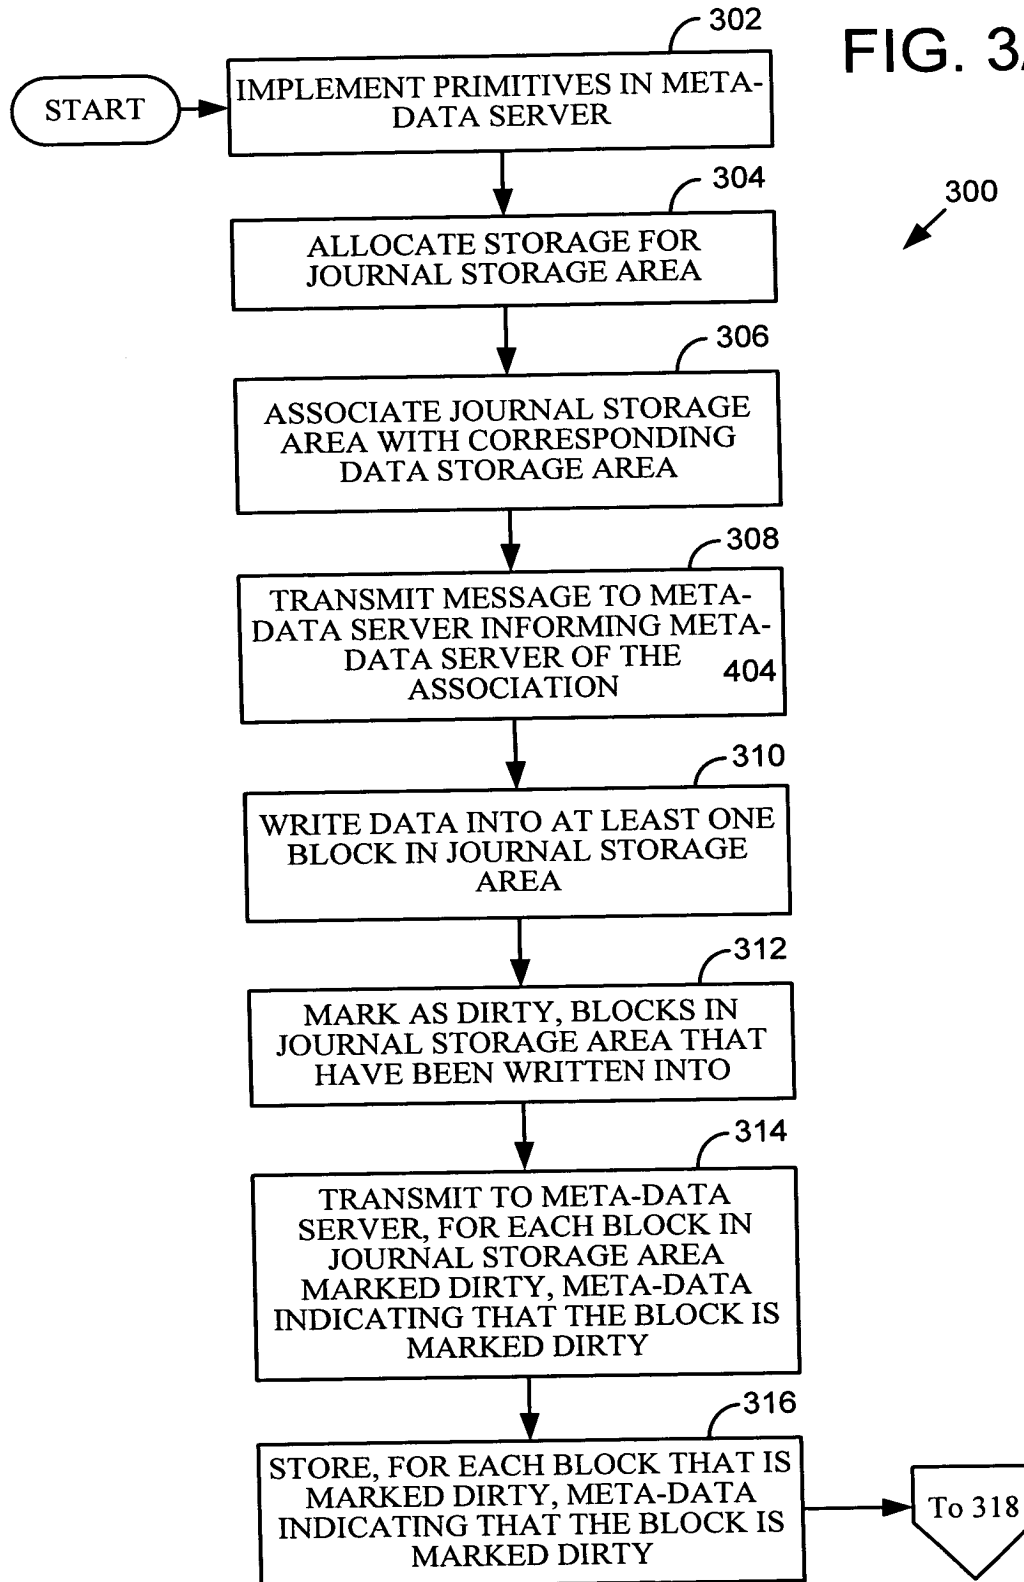 302
FIG. 3A
START
IMPLEMENT PRIMITIVES IN META-
DATA SERVER
304
300
ALLOCATE STORAGE FOR
JOURNAL STORAGE AREA
306
ASSOCIATE JOURNAL STORAGE
AREA WITH CORRESPONDING
DATA STORAGE AREA
308
TRANSMIT MESSAGE TO META-
DATA SERVER INFORMING META-
DATA SERVER OF THE
ASSOCIATION
404
310
WRITE DATA INTO AT LEAST ONE
BLOCK IN JOURNAL STORAGE
AREA
312
MARK AS DIRTY, BLOCKS IN
JOURNAL STORAGE AREA THAT
HAVE BEEN WRITTEN INTO
314
TRANSMIT TO META-DATA
SERVER, FOR EACH BLOCK IN
JOURNAL STORAGE AREA
MARKED DIRTY, META-DATA
INDICATING THAT THE BLOCK IS
MARKED DIRTY
316
STORE, FOR EACH BLOCK THAT IS
MARKED DIRTY, META-DATA
INDICATING THAT THE BLOCK IS
MARKED DIRTY
To 318